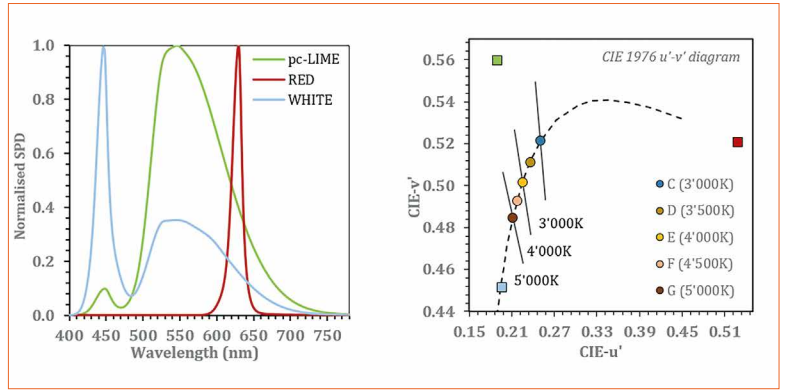 1.0
0.8
0.6
0.4
0.2
0.0
Normalised SPD
pc-LIME
RED
WHITE
400 450 500 550 600 650 700 750
Wavelength (nm)
CIE 1976 u'-v' diagram
0.56
0.54
0.52
0.50
0.48
0.46
0.44
CIE-v'
3'000K
4'000K
5'000K
C (3'000K)
D (3'500K)
E (4'000K)
F (4'500K)
G (5'000K)
0.15 0.21 0.27 0.33 0.39 0.45 0.51
CIE-u'